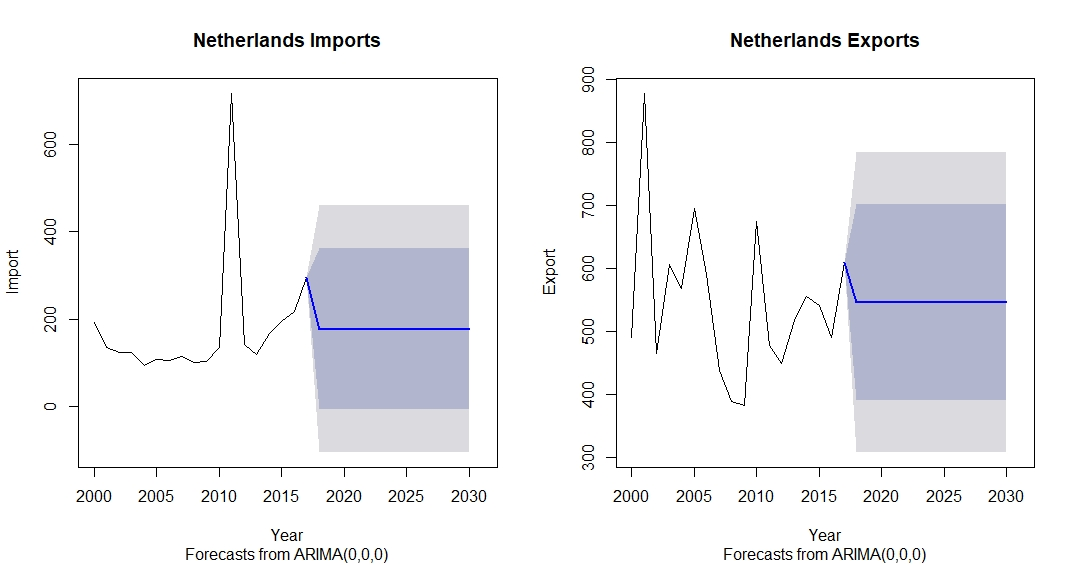 Netherlands Imports
Import
600
400
200
0
2000 2005 2010 2015 2020 2025 2030
Year
Forecasts from ARIMA(0,0,0)
Netherlands Exports
Export
900
800
700
600
500
400
300
2000 2005 2010 2015 2020 2025 2030
Year
Forecasts from ARIMA(0,0,0)